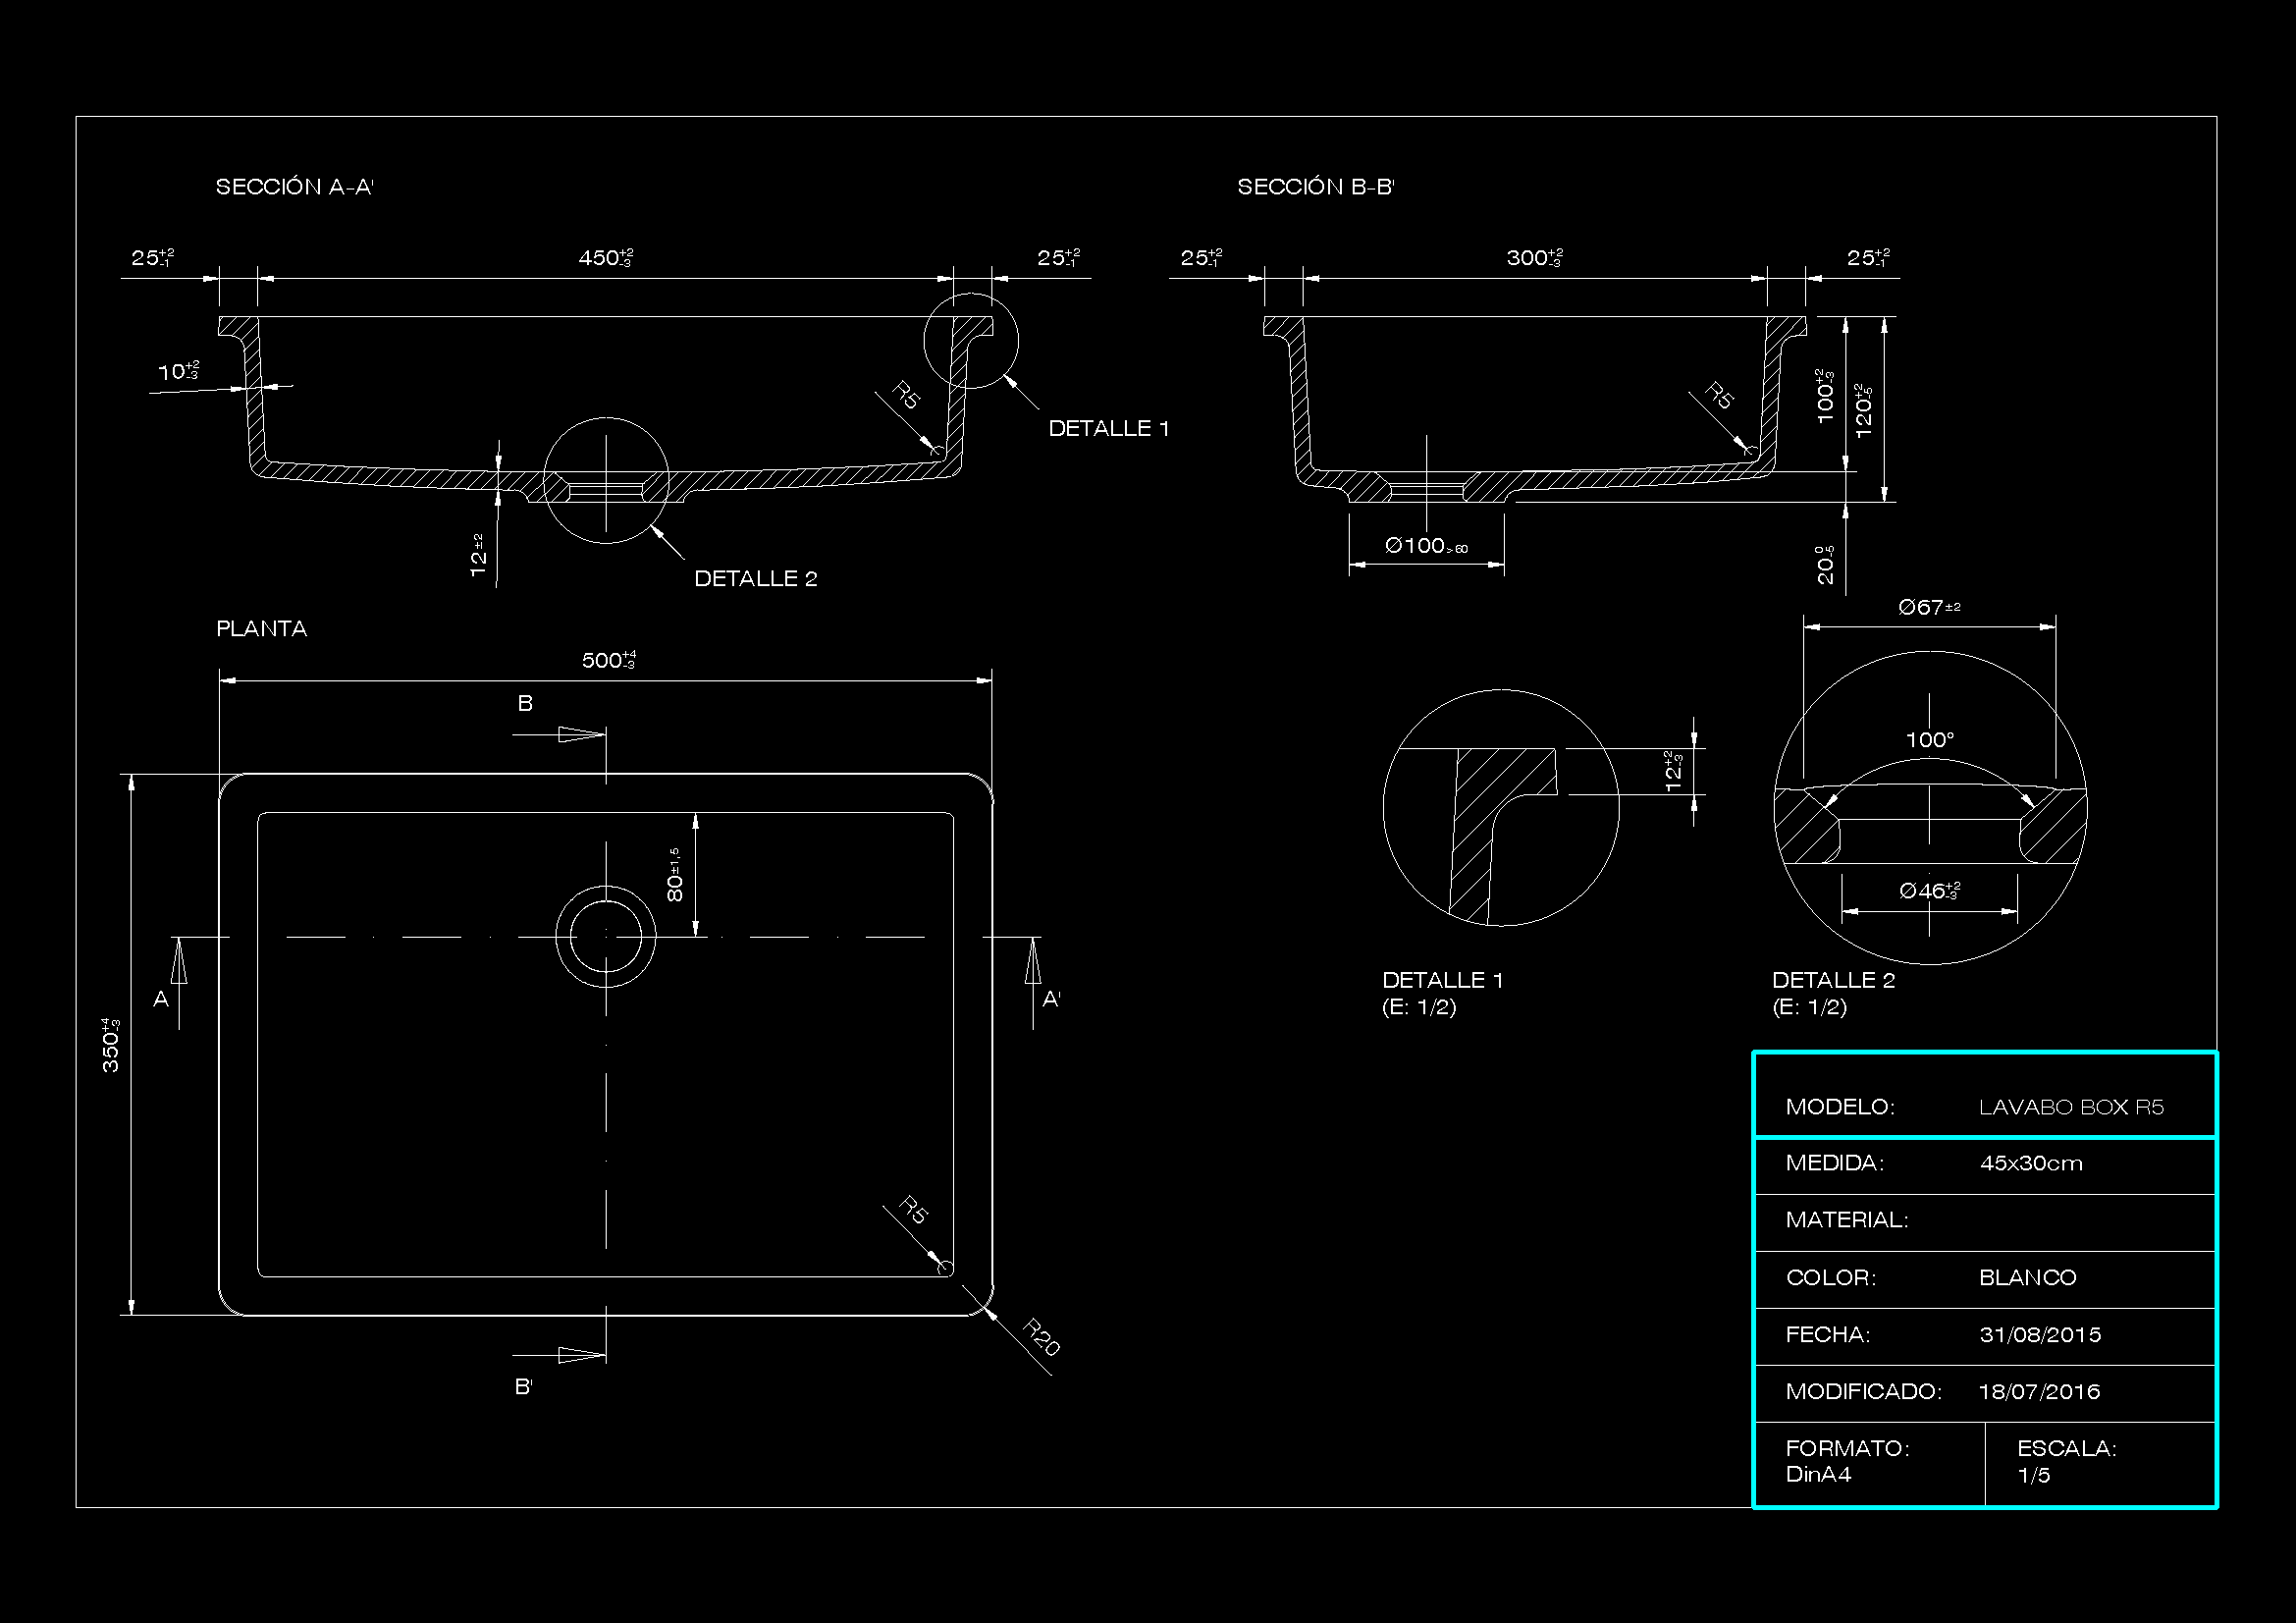 SECCIÓN A-A'
SECCIÓN B-B'
25+2-1
450+2-3
25+2-1
25+2-1
300+2-3
25+2-1
10+2-3
R5
DETALLE 1
R5
100+2-3
120+2-5
12±2
DETALLE 2
Ø100>60
20 0-5
Ø67±2
PLANTA
500+4-3
B
100°
12+2-3
80±1,5
Ø46+2-3
A
A'
350+4-3
DETALLE 1
(E: 1/2)
DETALLE 2
(E: 1/2)
R5
R20
B'
MODELO: LAVABO BOX R5
MEDIDA: 45x30cm
MATERIAL:
COLOR: BLANCO
FECHA: 31/08/2015
MODIFICADO: 18/07/2016
FORMATO: ESCALA:
DinA4 1/5